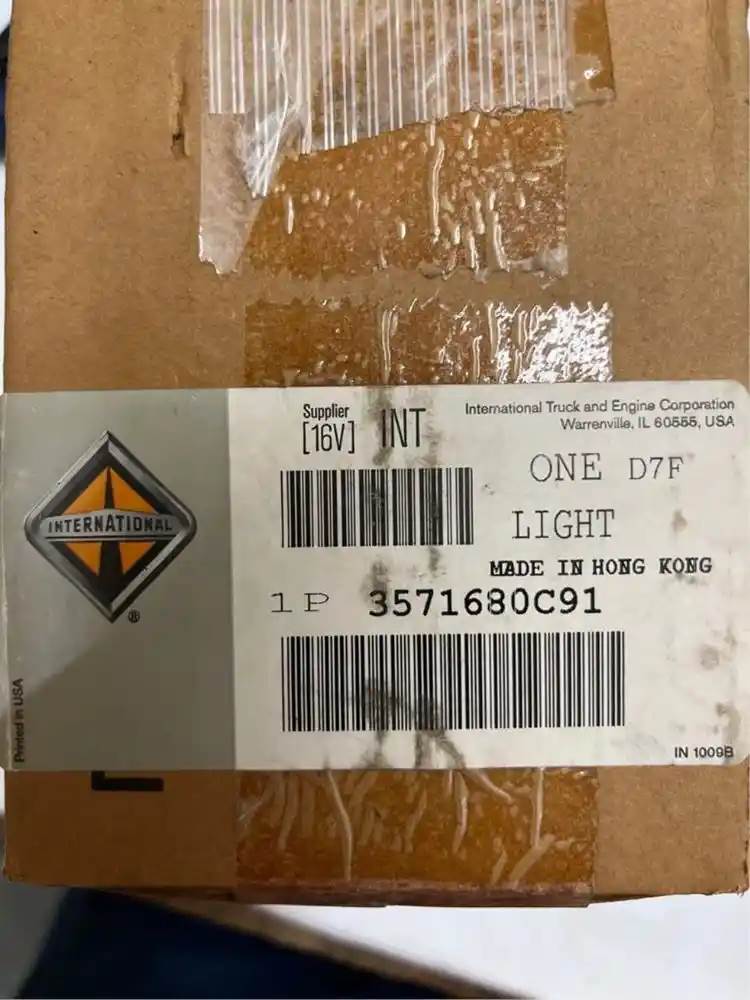 Supplier
[16V] INT
International Truck and Engine Corporation
Warrenville, IL 60555, USA
ONE D7F
LIGHT
INTERNATIONAL
®
MADE IN HONG KONG
1P 3571680C91
Printed in USA
IN 1009B